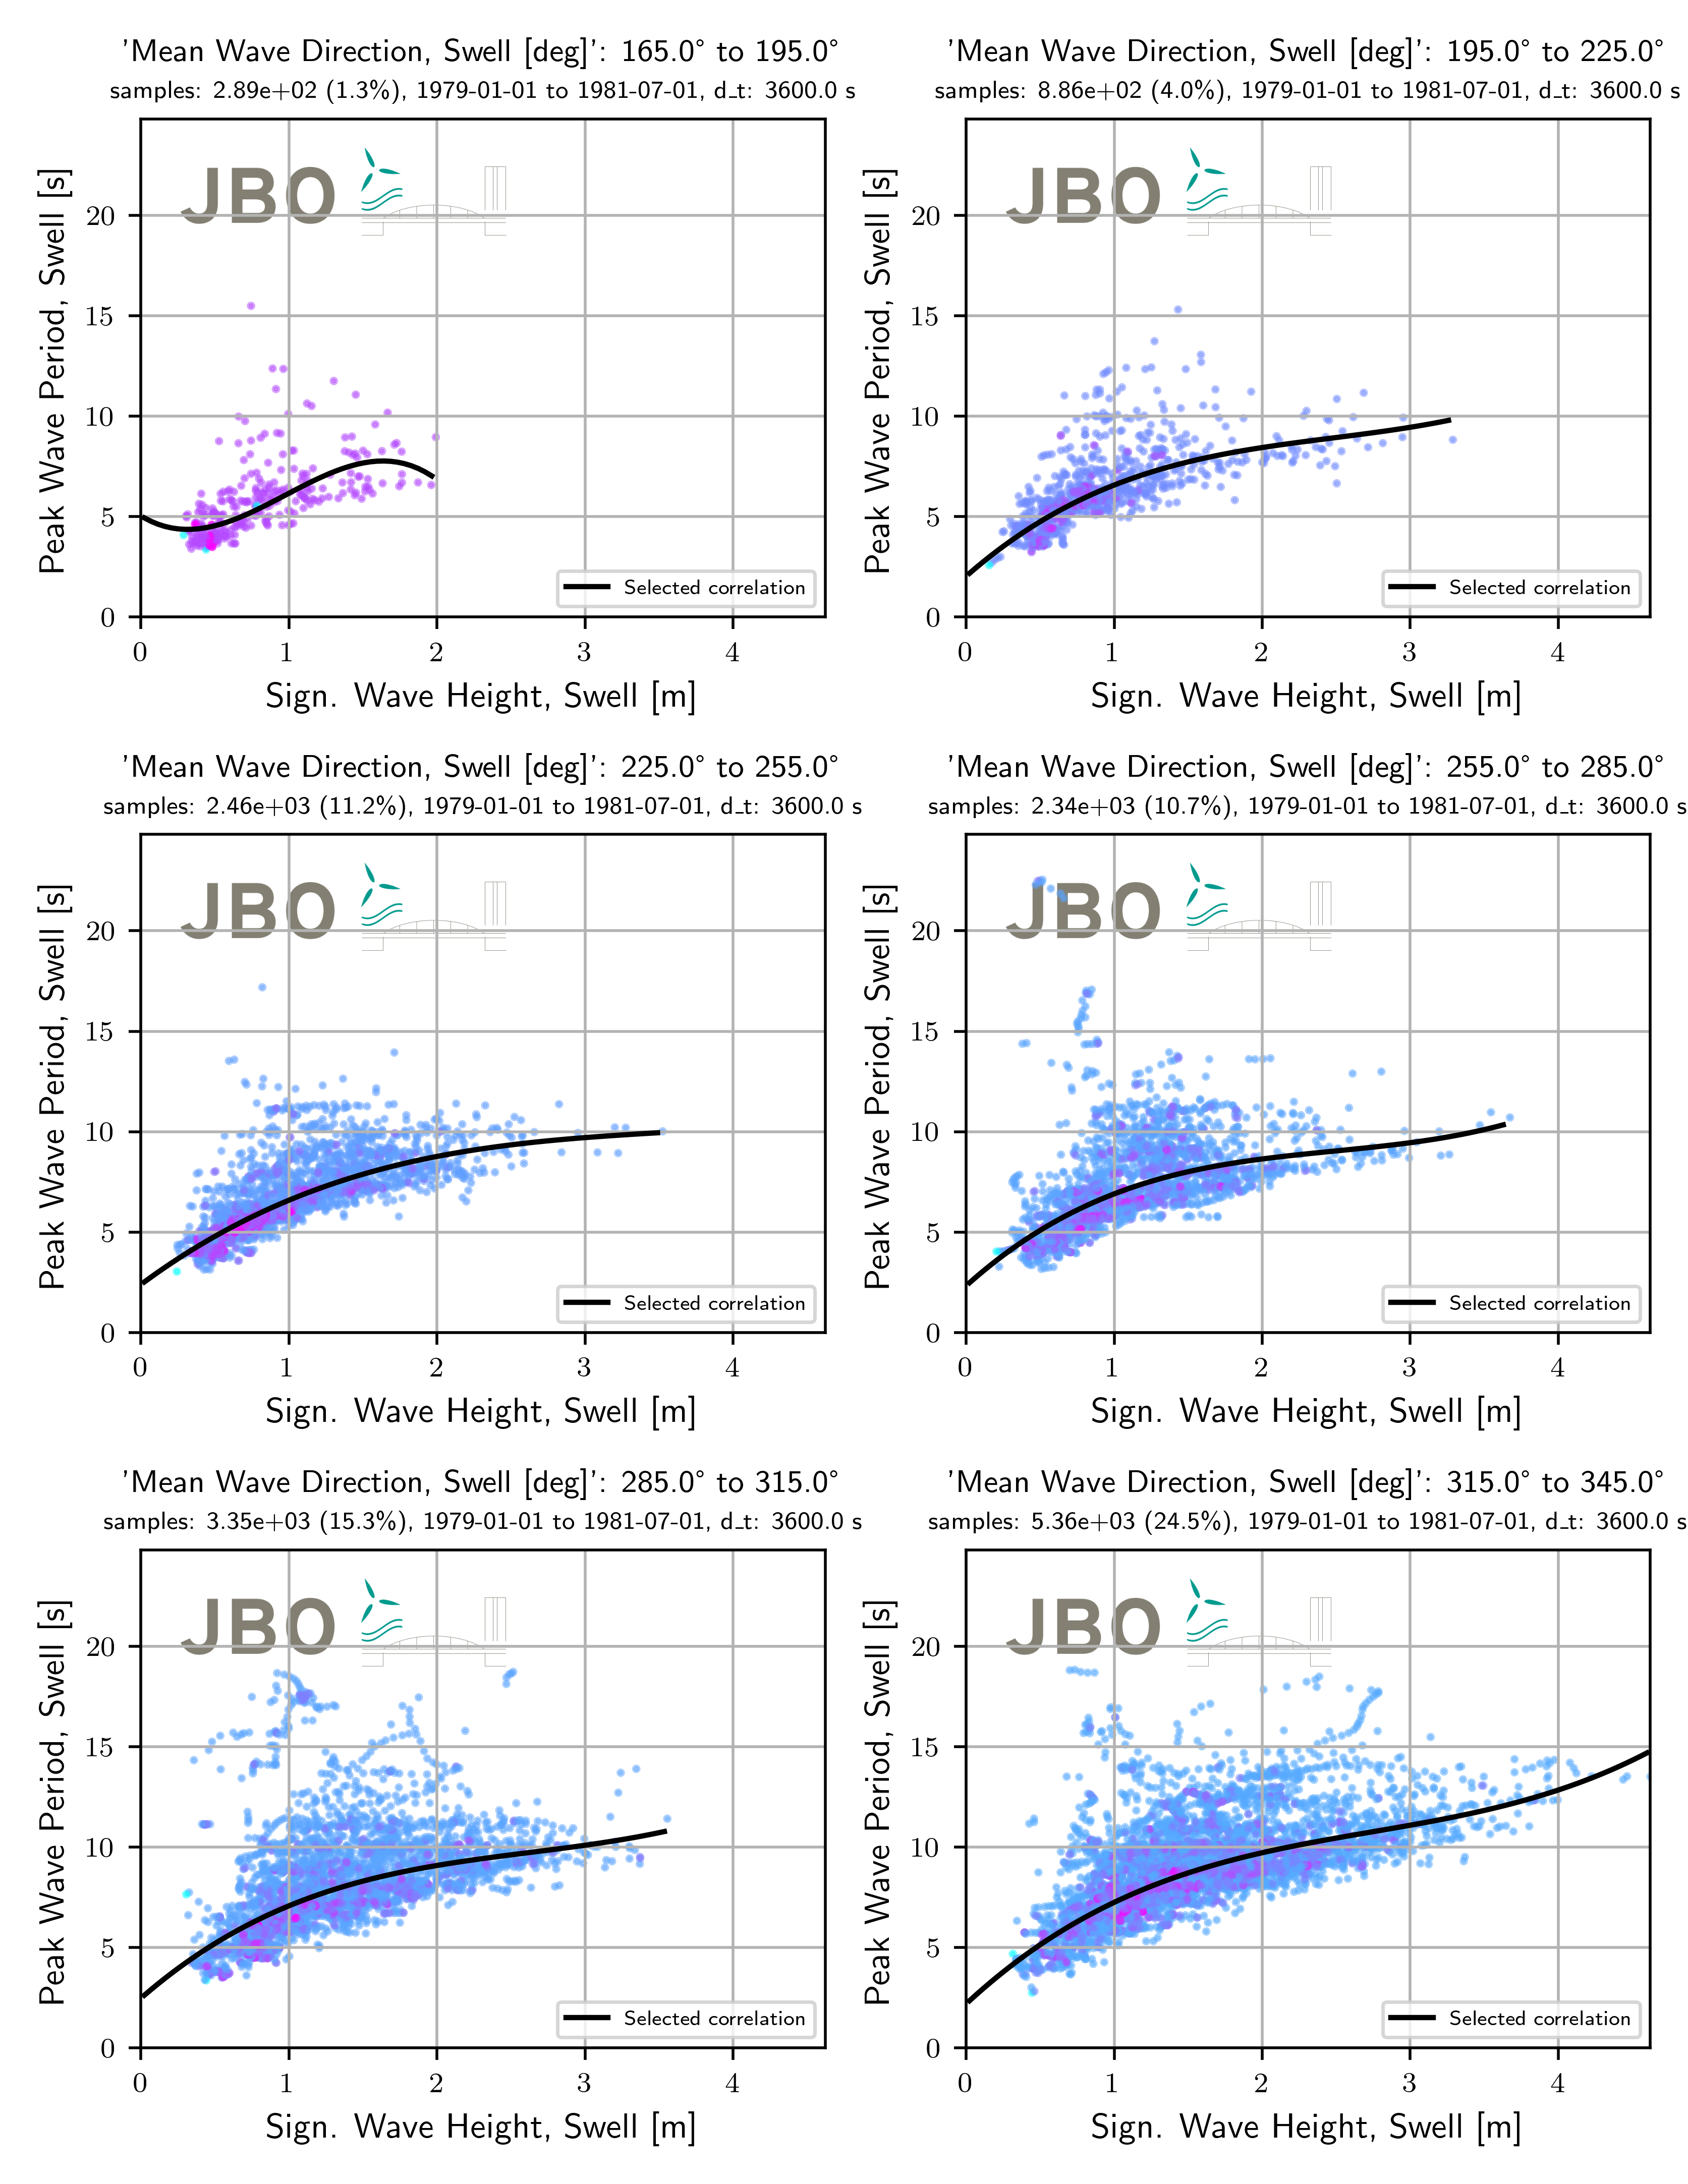 'Mean Wave Direction, Swell [deg]': 165.0° to 195.0°
samples: 2.89e+02 (1.3%), 1979-01-01 to 1981-07-01, d_t: 3600.0 s
JBO
Peak Wave Period, Swell [s]
20
15
10
5
0
0 1 2 3 4
Selected correlation
Sign. Wave Height, Swell [m]
'Mean Wave Direction, Swell [deg]': 195.0° to 225.0°
samples: 8.86e+02 (4.0%), 1979-01-01 to 1981-07-01, d_t: 3600.0 s
JBO
Peak Wave Period, Swell [s]
20
15
10
5
0
0 1 2 3 4
Selected correlation
Sign. Wave Height, Swell [m]
'Mean Wave Direction, Swell [deg]': 225.0° to 255.0°
samples: 2.46e+03 (11.2%), 1979-01-01 to 1981-07-01, d_t: 3600.0 s
JBO
Peak Wave Period, Swell [s]
20
15
10
5
0
0 1 2 3 4
Selected correlation
Sign. Wave Height, Swell [m]
'Mean Wave Direction, Swell [deg]': 255.0° to 285.0°
samples: 2.34e+03 (10.7%), 1979-01-01 to 1981-07-01, d_t: 3600.0 s
JBO
Peak Wave Period, Swell [s]
20
15
10
5
0
0 1 2 3 4
Selected correlation
Sign. Wave Height, Swell [m]
'Mean Wave Direction, Swell [deg]': 285.0° to 315.0°
samples: 3.35e+03 (15.3%), 1979-01-01 to 1981-07-01, d_t: 3600.0 s
JBO
Peak Wave Period, Swell [s]
20
15
10
5
0
0 1 2 3 4
Selected correlation
Sign. Wave Height, Swell [m]
'Mean Wave Direction, Swell [deg]': 315.0° to 345.0°
samples: 5.36e+03 (24.5%), 1979-01-01 to 1981-07-01, d_t: 3600.0 s
JBO
Peak Wave Period, Swell [s]
20
15
10
5
0
0 1 2 3 4
Selected correlation
Sign. Wave Height, Swell [m]